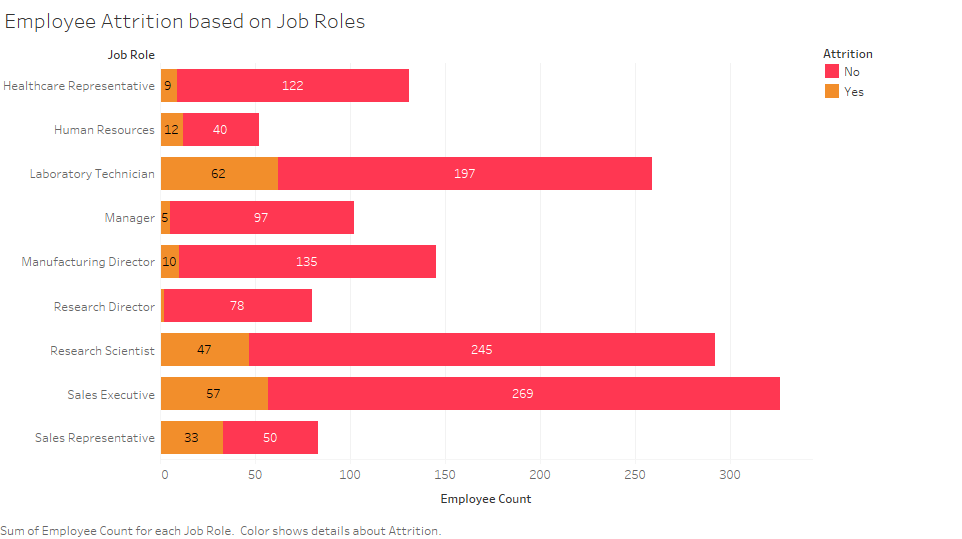 Employee Attrition based on Job Roles
Job Role
Attrition
No
Yes
Healthcare Representative 9 122
Human Resources 12 40
Laboratory Technician 62 197
Manager 5 97
Manufacturing Director 10 135
Research Director 78
Research Scientist 47 245
Sales Executive 57 269
Sales Representative 33 50
0 50 100 150 200 250 300
Employee Count
Sum of Employee Count for each Job Role. Color shows details about Attrition.